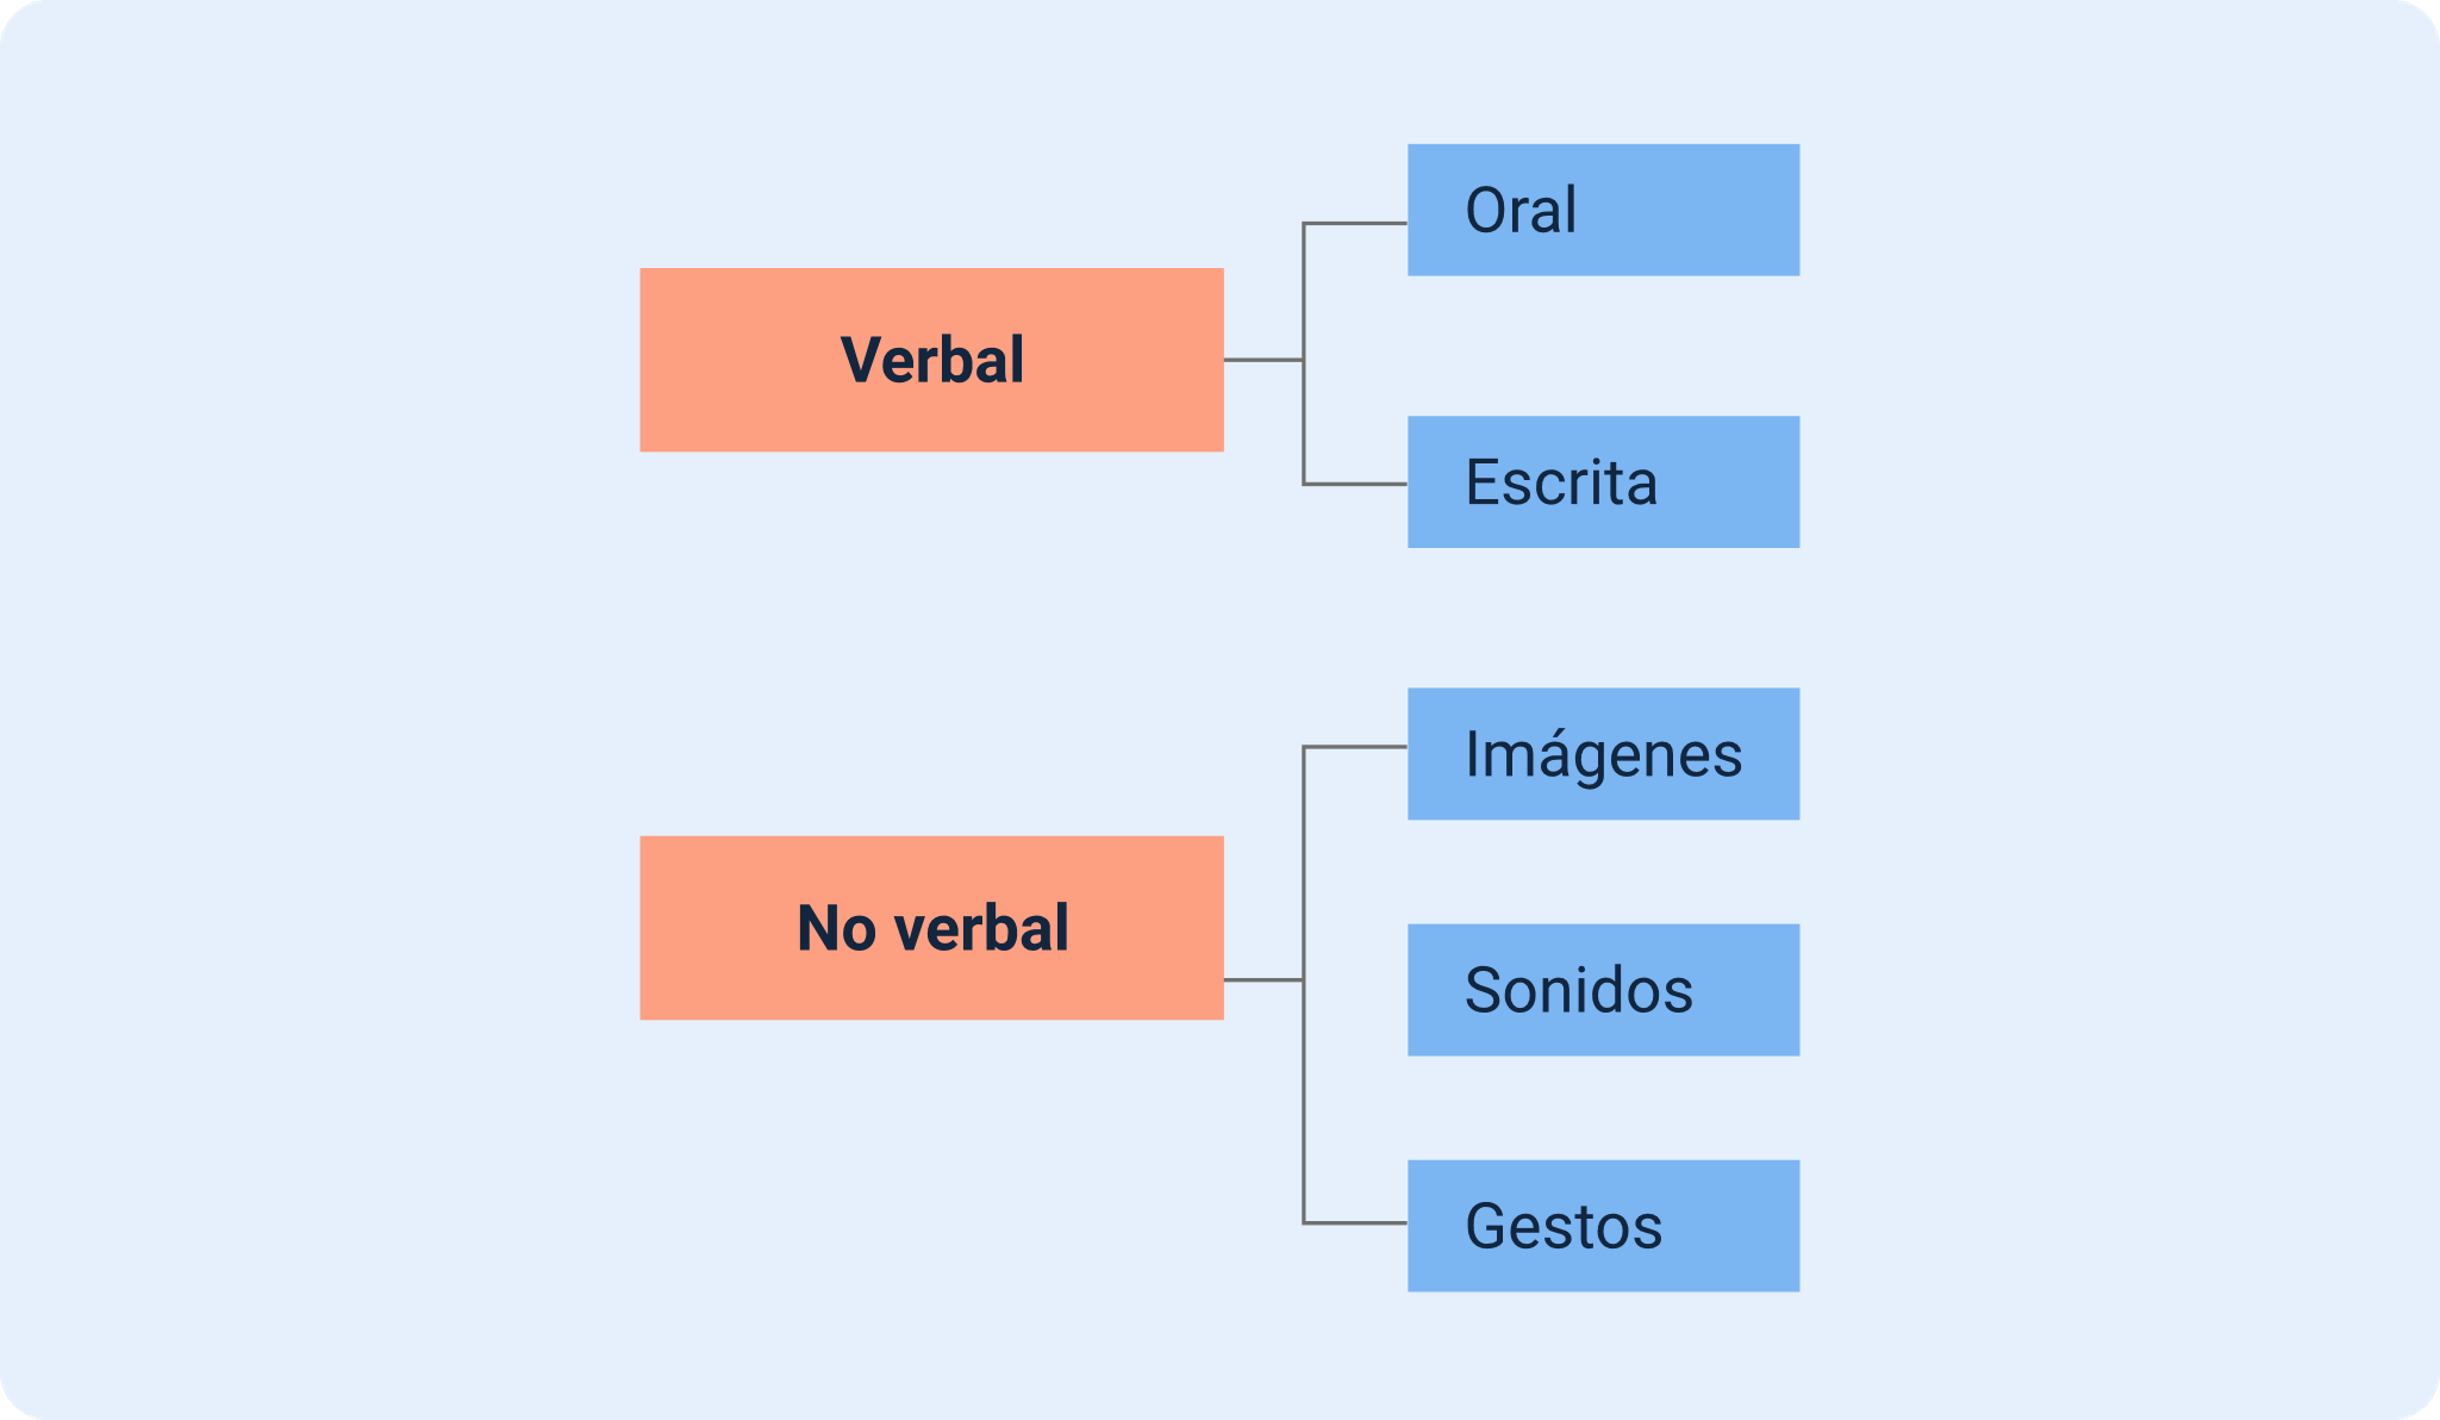 Verbal
Oral
Escrita
No verbal
Imágenes
Sonidos
Gestos